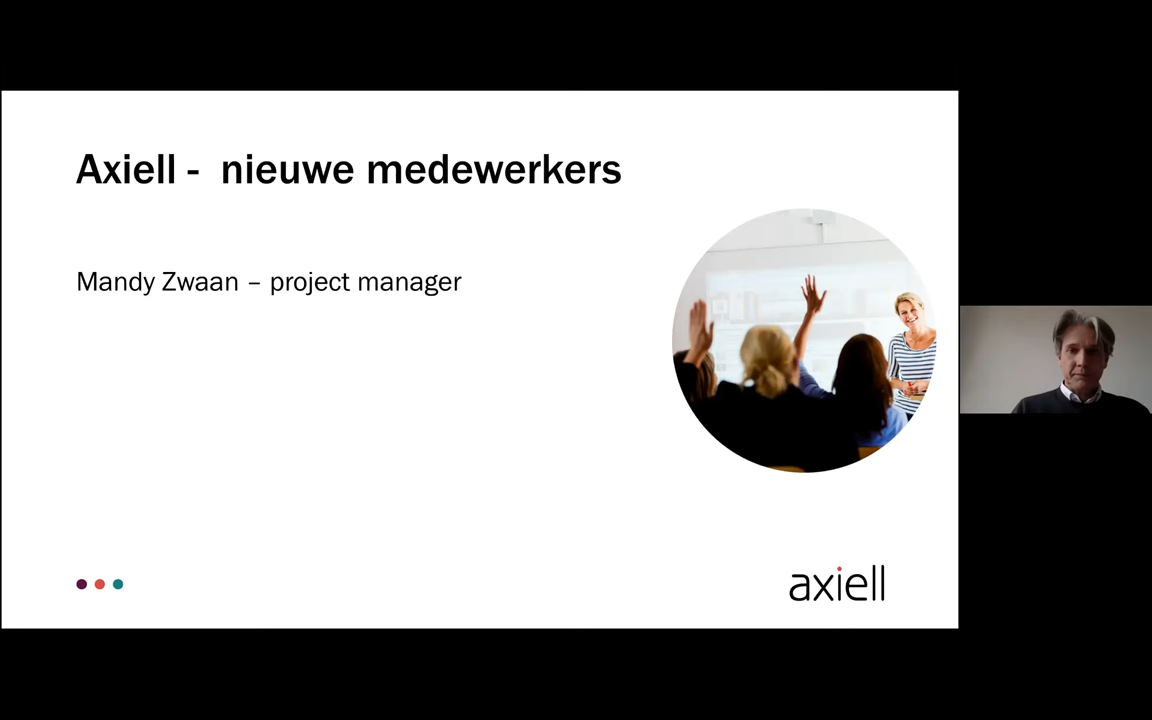 Axiell - nieuwe medewerkers
Mandy Zwaan – project manager
axiell